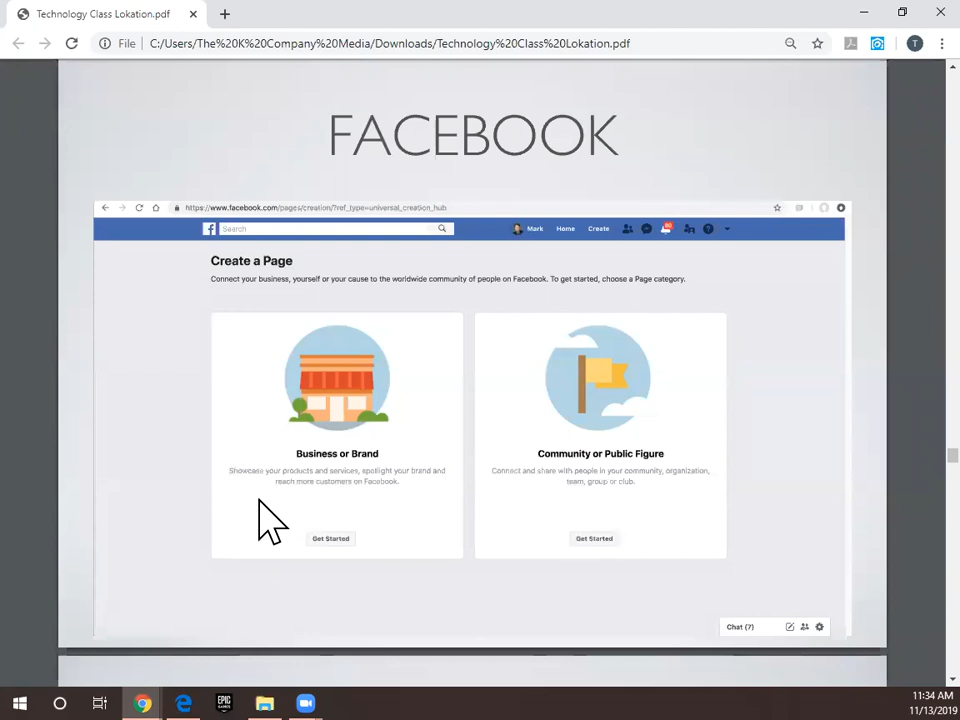 Technology Class Lokation.pdf
File C:/Users/The%20K%20Company%20Media/Downloads/Technology%20Class%20Lokation.pdf
T
FACEBOOK
https://www.facebook.com/pages/creation/?ref_type=universal_creation_hub
f Search Mark Home Create
Create a Page
Connect your business, yourself or your cause to the worldwide community of people on Facebook. To get started, choose a Page category.
Business or Brand
Showcase your products and services, spotlight your brand and
reach more customers on Facebook.
Get Started
Community or Public Figure
Connect and share with people in your community, organization,
team, group or club.
Get Started
Chat (7)
EPIC
GAMES
11:34 AM
11/13/2019